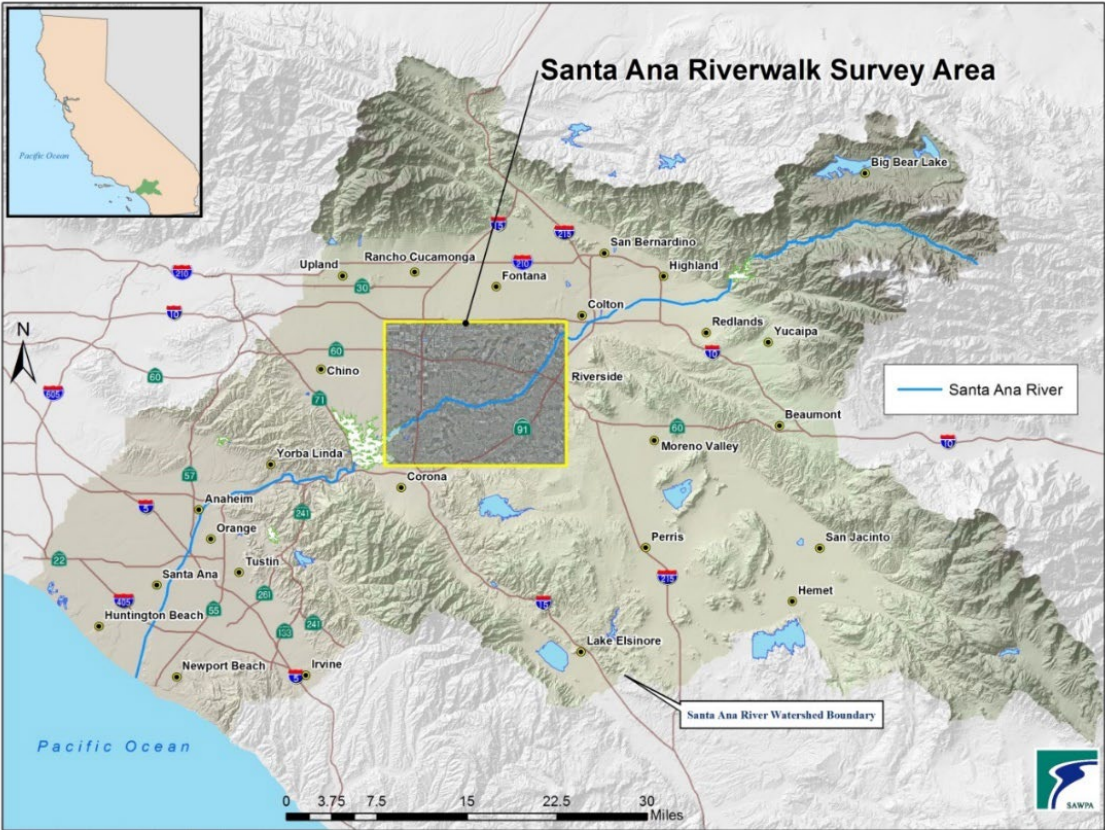 Santa Ana Riverwalk Survey Area
Pacific Ocean
Big Bear Lake
15
215
San Bernardino
Rancho Cucamonga
Upland
210
210
Highland
Fontana
30
10
Colton
Redlands
Yucaipa
60
10
60
Chino
Riverside
N
605
71
Santa Ana River
91
60
Beaumont
Moreno Valley
10
Yorba Linda
57
Corona
Anaheim
5
241
Orange
Perris
San Jacinto
22
Tustin
Santa Ana
215
405
261
55
15
Hemet
Huntington Beach
133
241
Lake Elsinore
Newport Beach
5
Irvine
Santa Ana River Watershed Boundary
Pacific Ocean
0 3.75 7.5 15 22.5 30
Miles
SAWPA